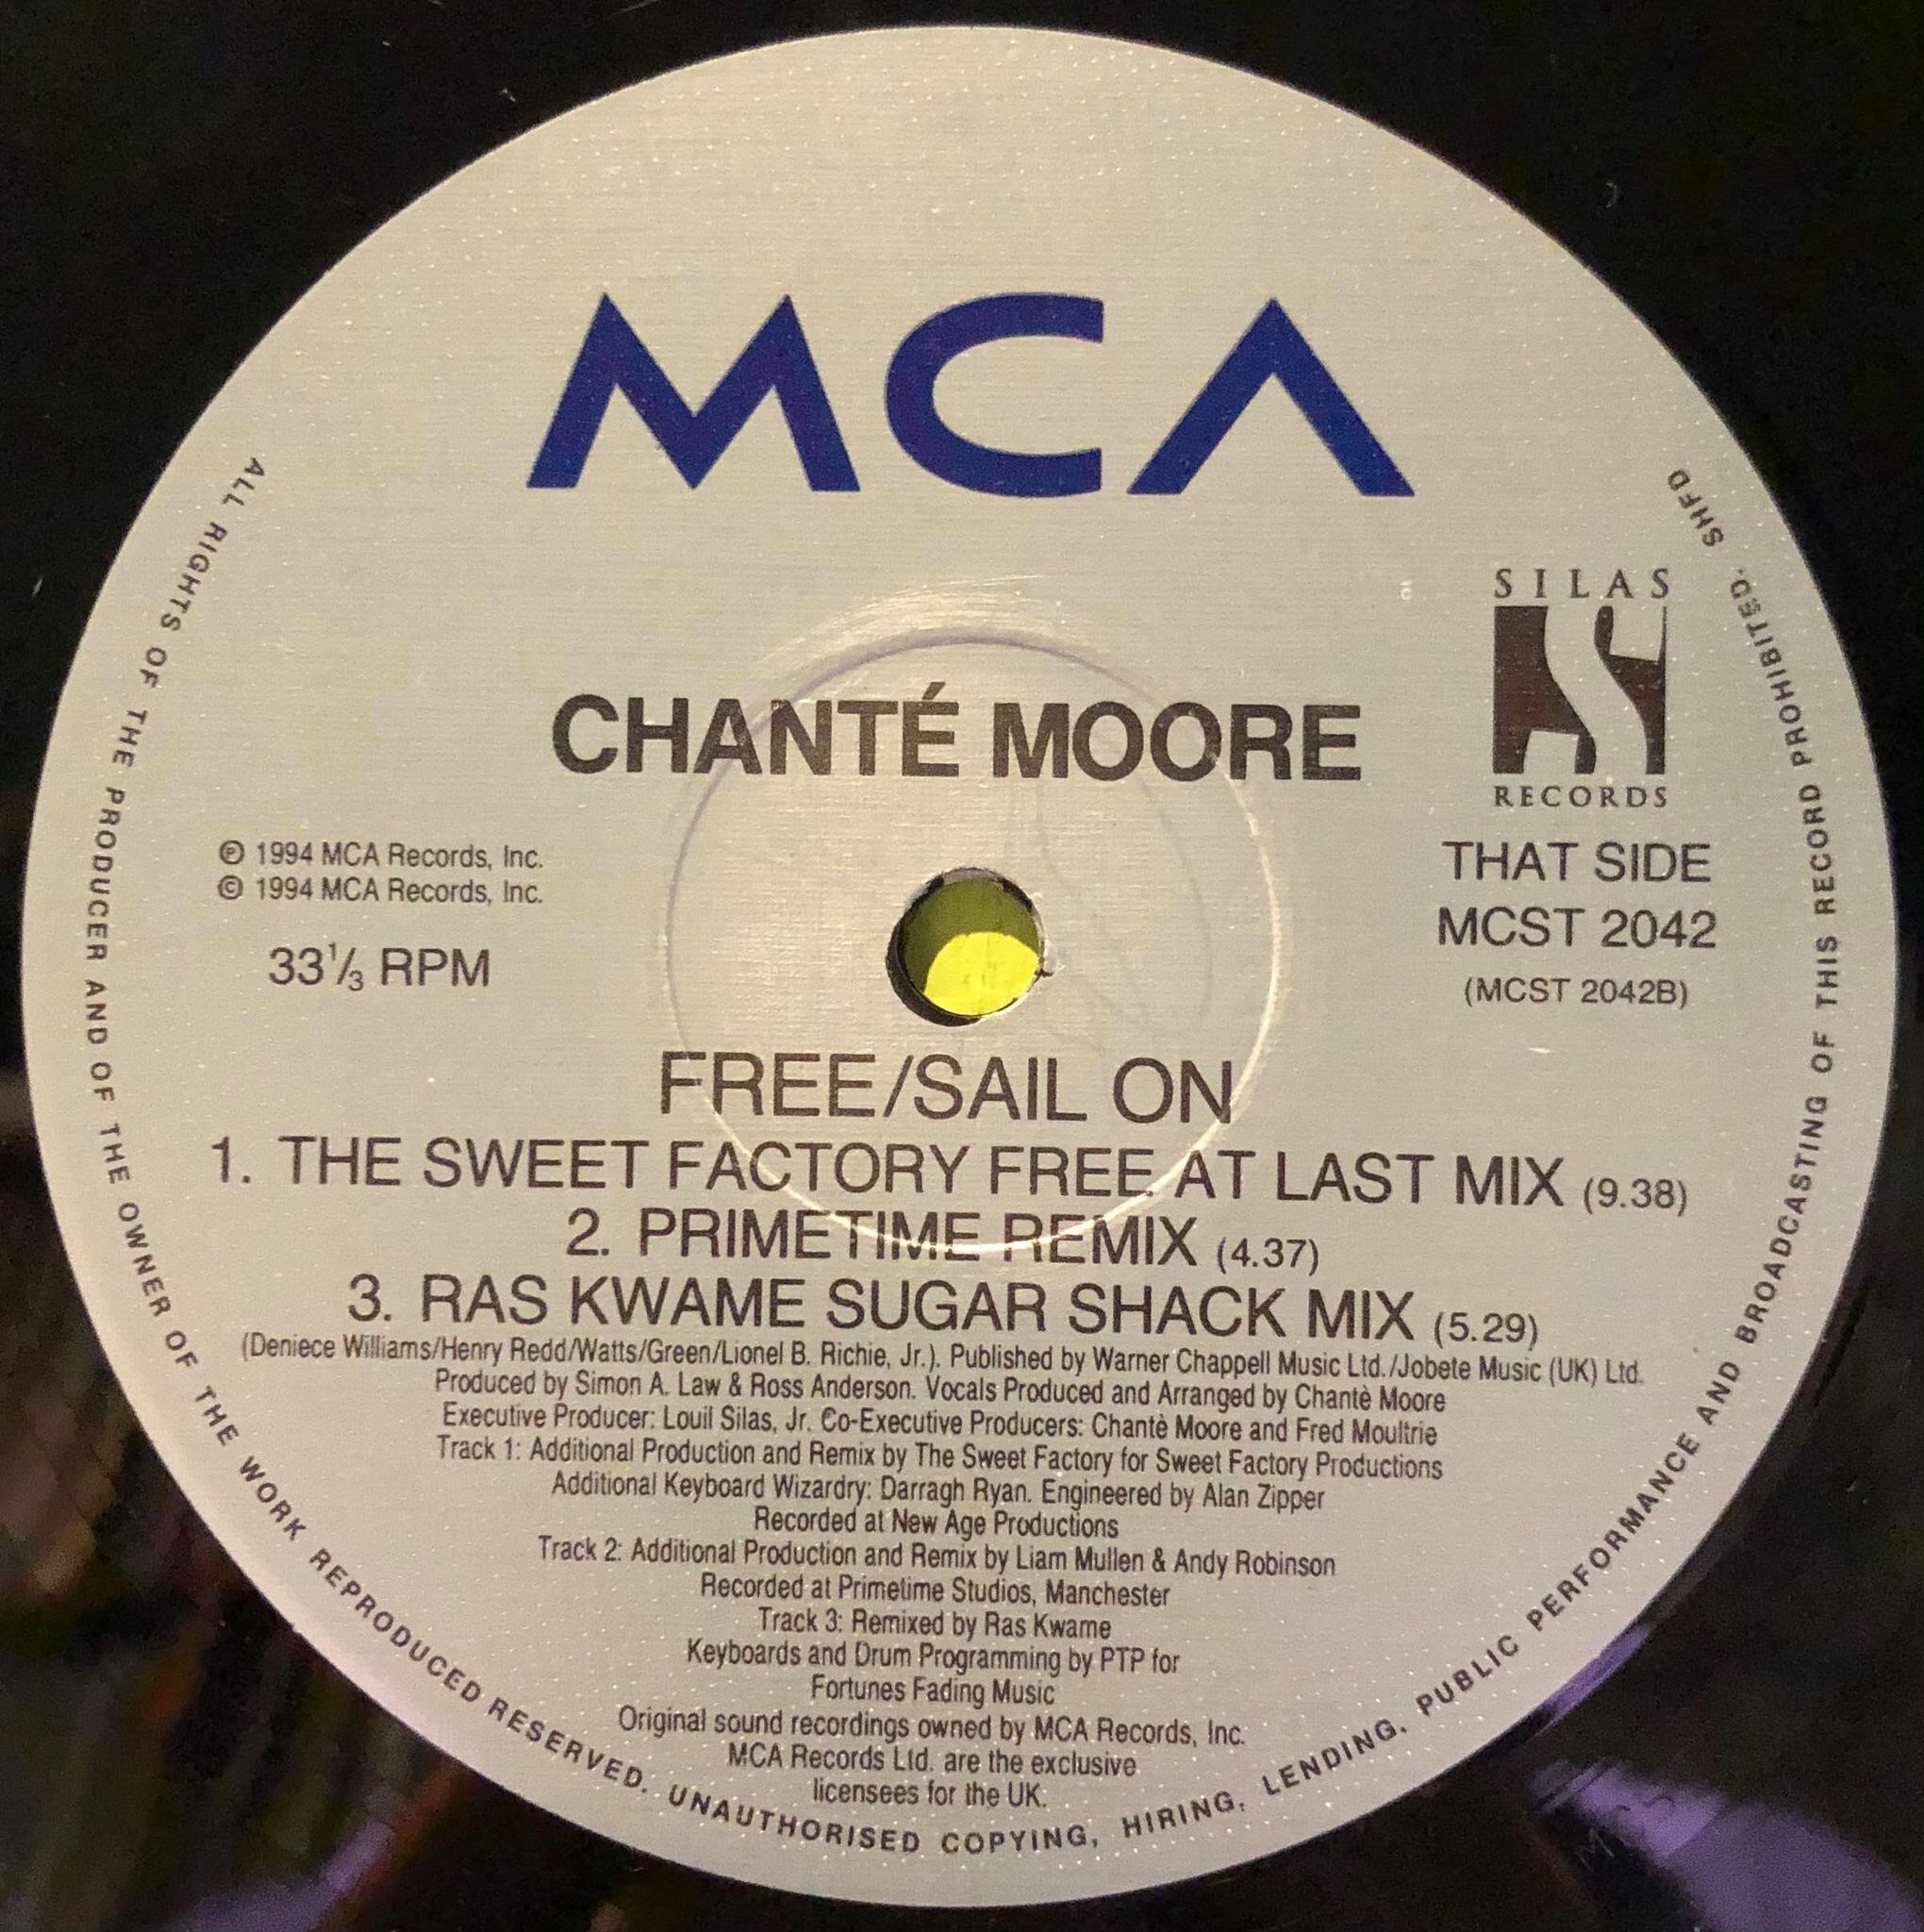 MCA
SILAS
RECORDS
CHANTÉ MOORE
℗ 1994 MCA Records, Inc.
© 1994 MCA Records, Inc.
33⅓ RPM
THAT SIDE
MCST 2042
(MCST 2042B)
FREE/SAIL ON
1. THE SWEET FACTORY FREE AT LAST MIX (9.38)
2. PRIMETIME REMIX (4.37)
3. RAS KWAME SUGAR SHACK MIX (5.29)
(Deniece Williams/Henry Redd/Watts/Green/Lionel B. Richie, Jr.). Published by Warner Chappell Music Ltd./Jobete Music (UK) Ltd.
Produced by Simon A. Law & Ross Anderson. Vocals Produced and Arranged by Chantè Moore
Executive Producer: Louil Silas, Jr. Co-Executive Producers: Chantè Moore and Fred Moultrie
Track 1: Additional Production and Remix by The Sweet Factory for Sweet Factory Productions
Additional Keyboard Wizardry: Darragh Ryan. Engineered by Alan Zipper
Recorded at New Age Productions
Track 2: Additional Production and Remix by Liam Mullen & Andy Robinson
Recorded at Primetime Studios, Manchester
Track 3: Remixed by Ras Kwame
Keyboards and Drum Programming by PTP for
Fortunes Fading Music
Original sound recordings owned by MCA Records, Inc.
MCA Records Ltd. are the exclusive
licensees for the UK.
ALL RIGHTS OF THE PRODUCER AND OF THE OWNER OF THE WORK REPRODUCED RESERVED. UNAUTHORISED COPYING, HIRING, LENDING, PUBLIC PERFORMANCE AND BROADCASTING OF THIS RECORD PROHIBITED. SHFD